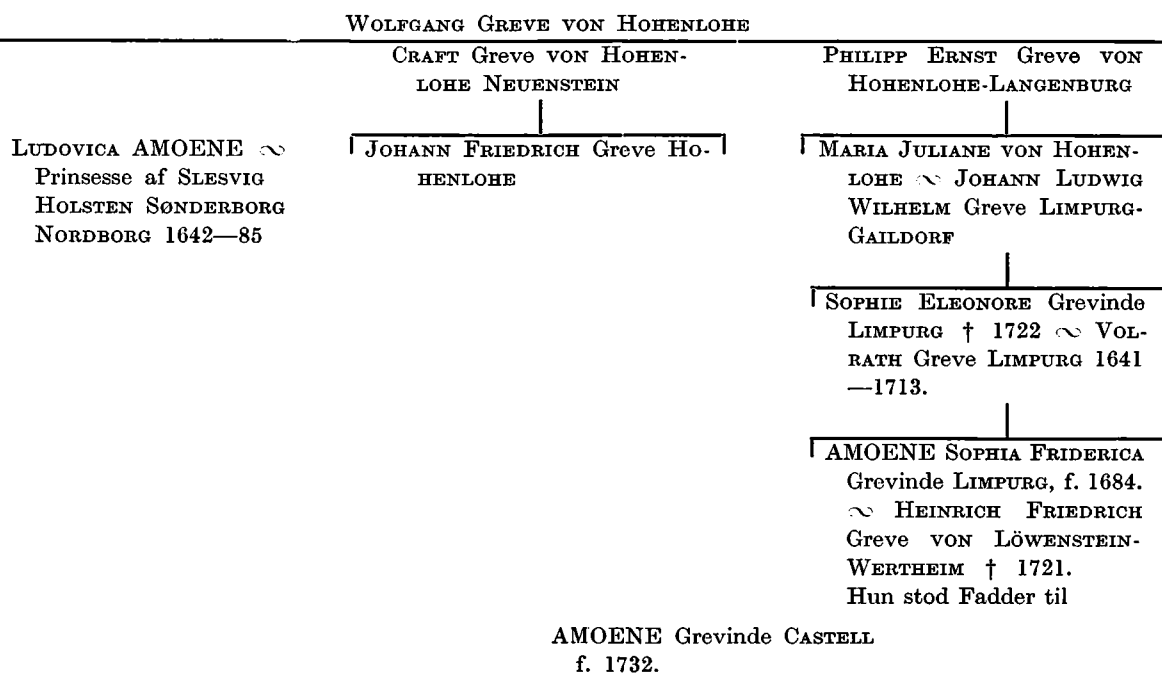 WOLFGANG GREVE VON HOHENLOHE
CRAFT Greve VON HOHEN-
LOHE NEUENSTEIN
PHILIPP ERNST Greve VON
HOHENLOHE-LANGENBURG
LUDOVICA AMOENE ∾
Prinsesse af SLESVIG
HOLSTEN SØNDERBORG
NORDBORG 1642—85
JOHANN FRIEDRICH Greve HO-
HENLOHE
MARIA JULIANE VON HOHEN-
LOHE ∾ JOHANN LUDWIG
WILHELM Greve LIMPURG-
GAILDORF
SOPHIE ELEONORE Grevinde
LIMPURG † 1722 ∾ VOL-
RATH Greve LIMPURG 1641
—1713.
AMOENE SOPHIA FRIDERICA
Grevinde LIMPURG, f. 1684.
∾ HEINRICH FRIEDRICH
Greve VON LÖWENSTEIN-
WERTHEIM † 1721.
Hun stod Fadder til
AMOENE Grevinde CASTELL
f. 1732.